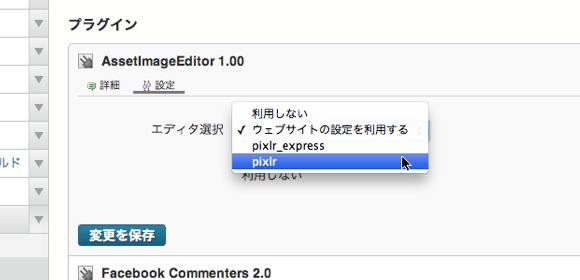 プラグイン
AssetImageEditor 1.00
詳細 設定
エディタ選択
利用しない
✓ ウェブサイトの設定を利用する
pixlr_express
pixlr
利用しない
ルド
変更を保存
Facebook Commenters 2.0